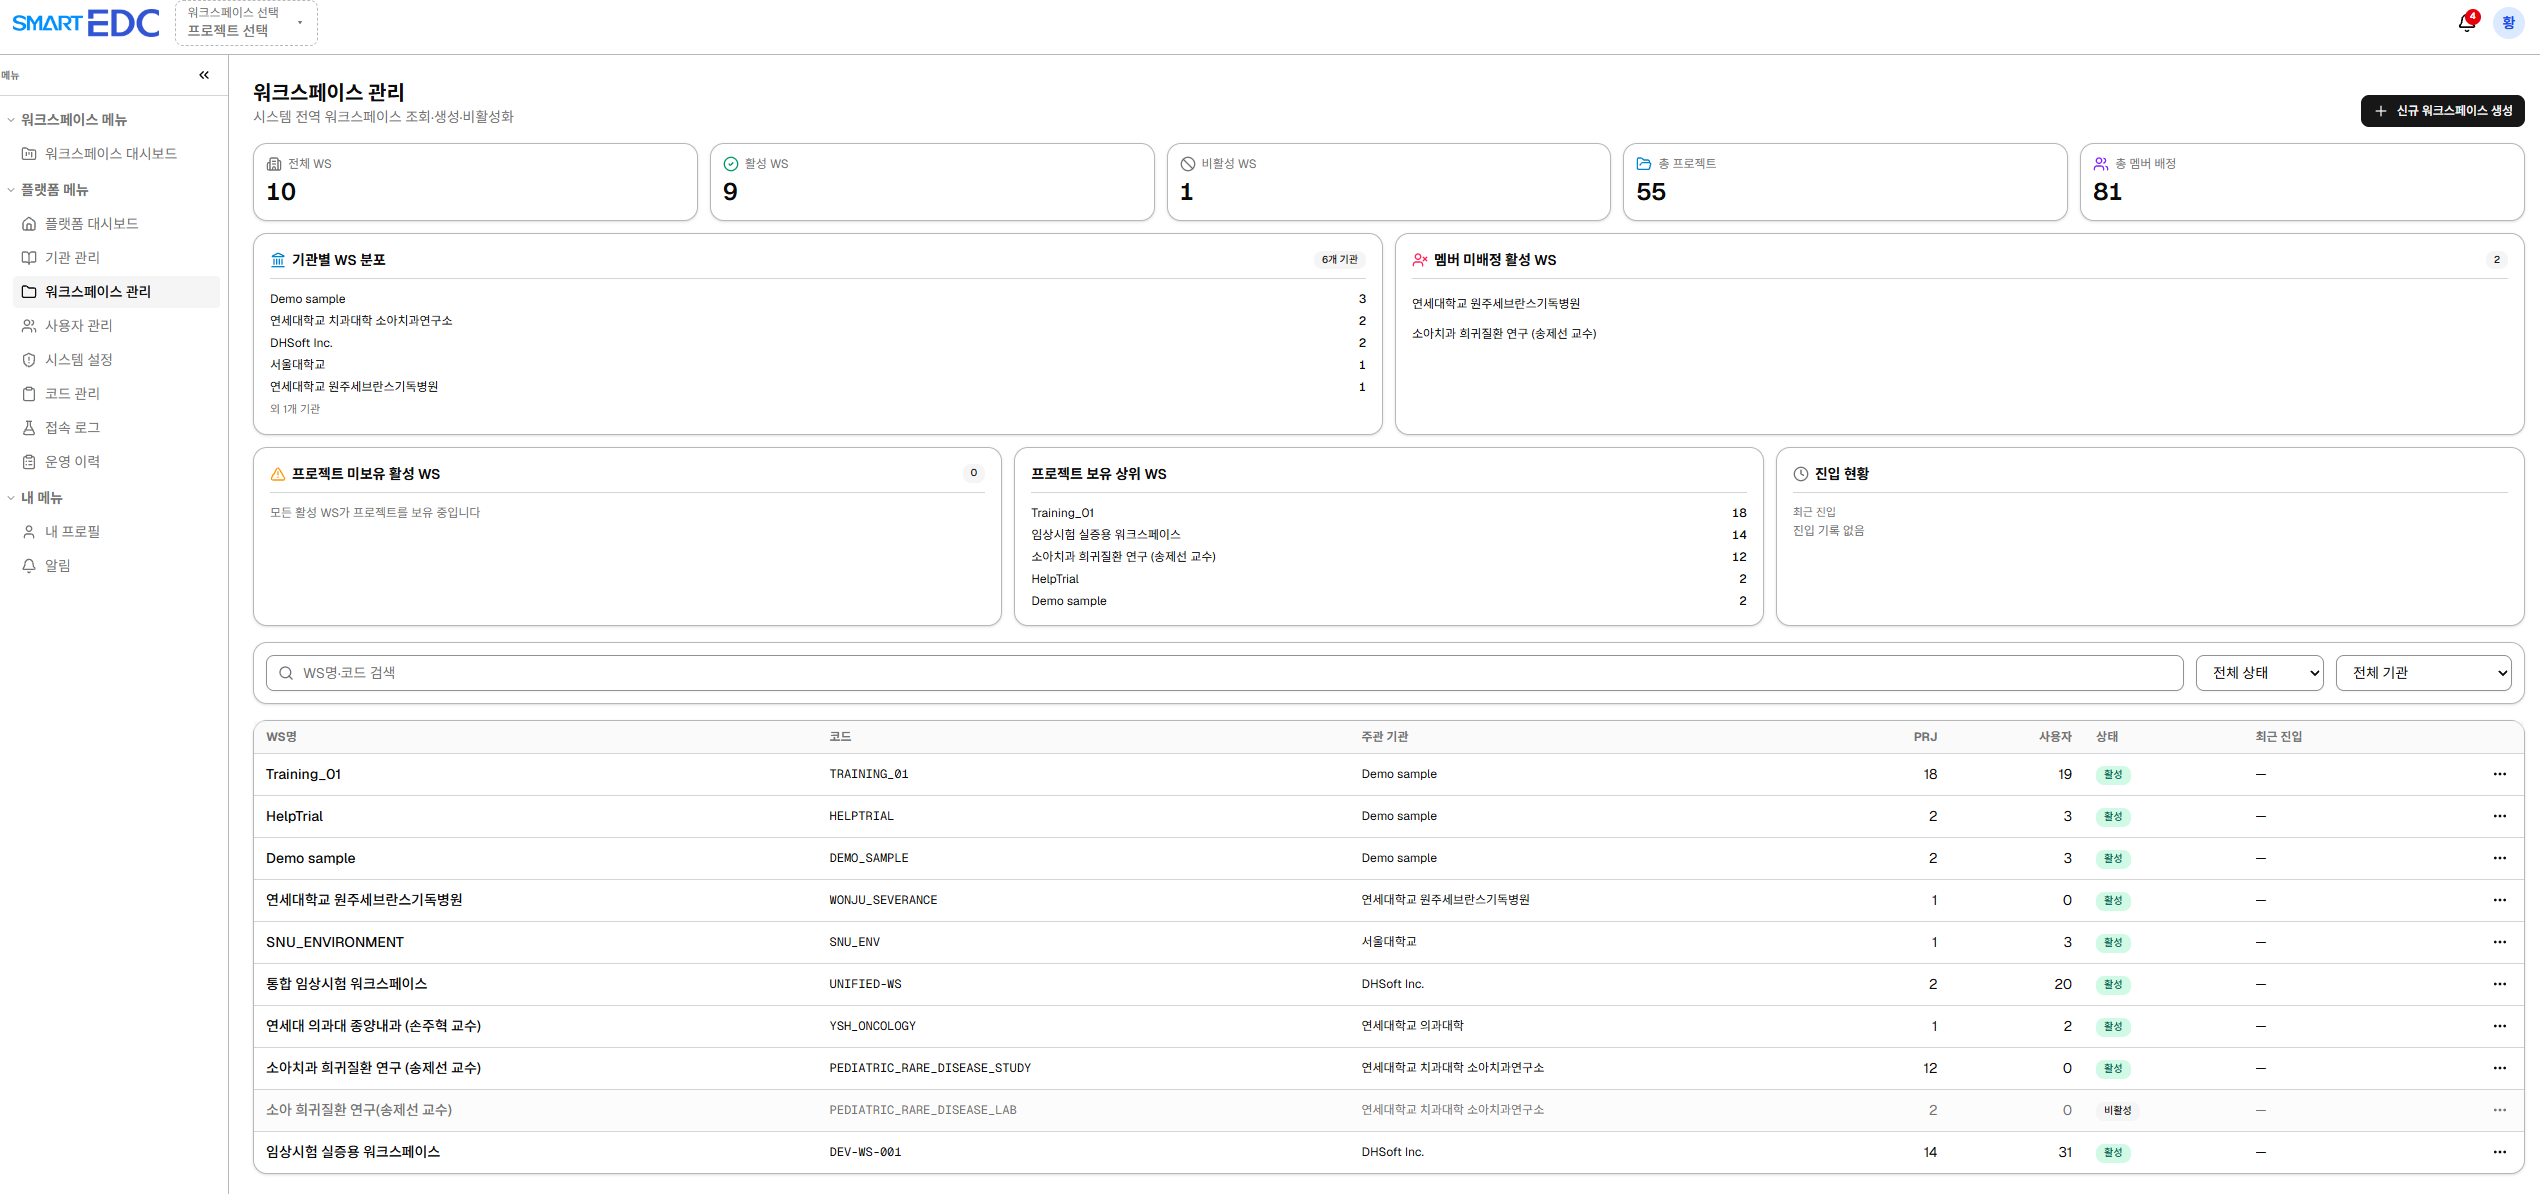 SMART EDC
워크스페이스 선택
프로젝트 선택
4
황
메뉴
워크스페이스 메뉴
워크스페이스 대시보드
플랫폼 메뉴
플랫폼 대시보드
기관 관리
워크스페이스 관리
사용자 관리
시스템 설정
코드 관리
접속 로그
운영 이력
내 메뉴
내 프로필
알림
워크스페이스 관리
시스템 전역 워크스페이스 조회·생성·비활성화
신규 워크스페이스 생성
전체 WS
10
활성 WS
9
비활성 WS
1
총 프로젝트
55
총 멤버 배정
81
기관별 WS 분포 6개 기관
Demo sample 3
연세대학교 치과대학 소아치과연구소 2
DHSoft Inc. 2
서울대학교 1
연세대학교 원주세브란스기독병원 1
외 1개 기관
멤버 미배정 활성 WS 2
연세대학교 원주세브란스기독병원
소아치과 희귀질환 연구 (송제선 교수)
프로젝트 미보유 활성 WS 0
모든 활성 WS가 프로젝트를 보유 중입니다
프로젝트 보유 상위 WS
Training_01 18
임상시험 실증용 워크스페이스 14
소아치과 희귀질환 연구 (송제선 교수) 12
HelpTrial 2
Demo sample 2
진입 현황
최근 진입
진입 기록 없음
WS명·코드 검색
전체 상태
전체 기관
WS명 코드 주관 기관 PRJ 사용자 상태 최근 진입
Training_01 TRAINING_01 Demo sample 18 19 활성 —
HelpTrial HELPTRIAL Demo sample 2 3 활성 —
Demo sample DEMO_SAMPLE Demo sample 2 3 활성 —
연세대학교 원주세브란스기독병원 WONJU_SEVERANCE 연세대학교 원주세브란스기독병원 1 0 활성 —
SNU_ENVIRONMENT SNU_ENV 서울대학교 1 3 활성 —
통합 임상시험 워크스페이스 UNIFIED-WS DHSoft Inc. 2 20 활성 —
연세대 의과대 종양내과 (손주혁 교수) YSH_ONCOLOGY 연세대학교 의과대학 1 2 활성 —
소아치과 희귀질환 연구 (송제선 교수) PEDIATRIC_RARE_DISEASE_STUDY 연세대학교 치과대학 소아치과연구소 12 0 활성 —
소아 희귀질환 연구(송제선 교수) PEDIATRIC_RARE_DISEASE_LAB 연세대학교 치과대학 소아치과연구소 2 0 비활성 —
임상시험 실증용 워크스페이스 DEV-WS-001 DHSoft Inc. 14 31 활성 —